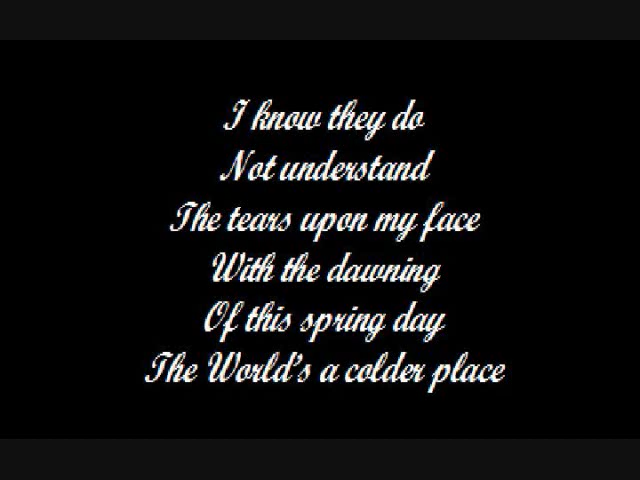 I know they do
Not understand
The tears upon my face
With the dawning
Of this spring day
The World's a colder place